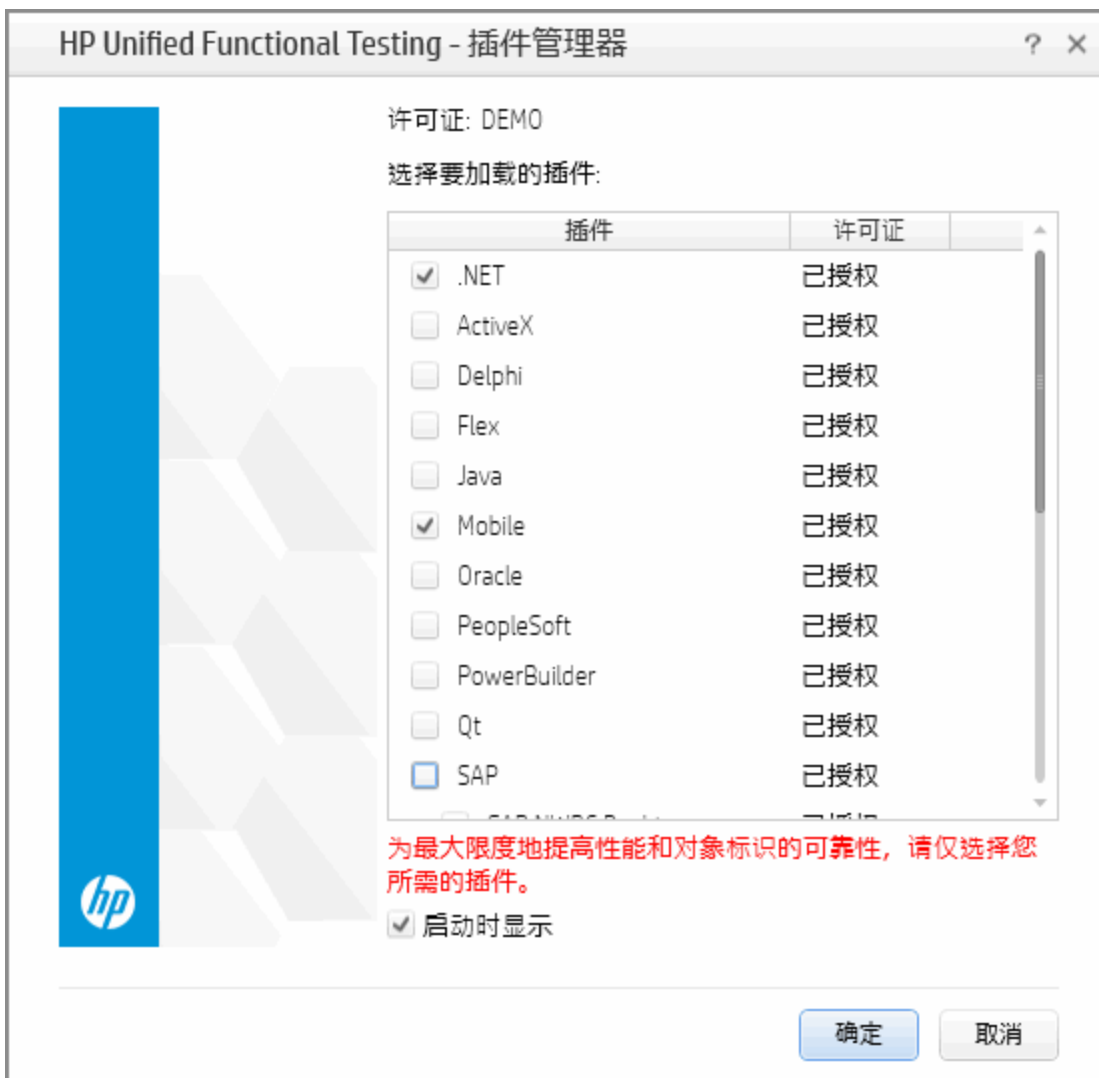 HP Unified Functional Testing - 插件管理器
? ×
许可证: DEMO
选择要加载的插件:
插件 许可证
.NET 已授权
ActiveX 已授权
Delphi 已授权
Flex 已授权
Java 已授权
Mobile 已授权
Oracle 已授权
PeopleSoft 已授权
PowerBuilder 已授权
Qt 已授权
SAP 已授权
为最大限度地提高性能和对象标识的可靠性，请仅选择您
所需的插件。
hp
启动时显示
确定 取消